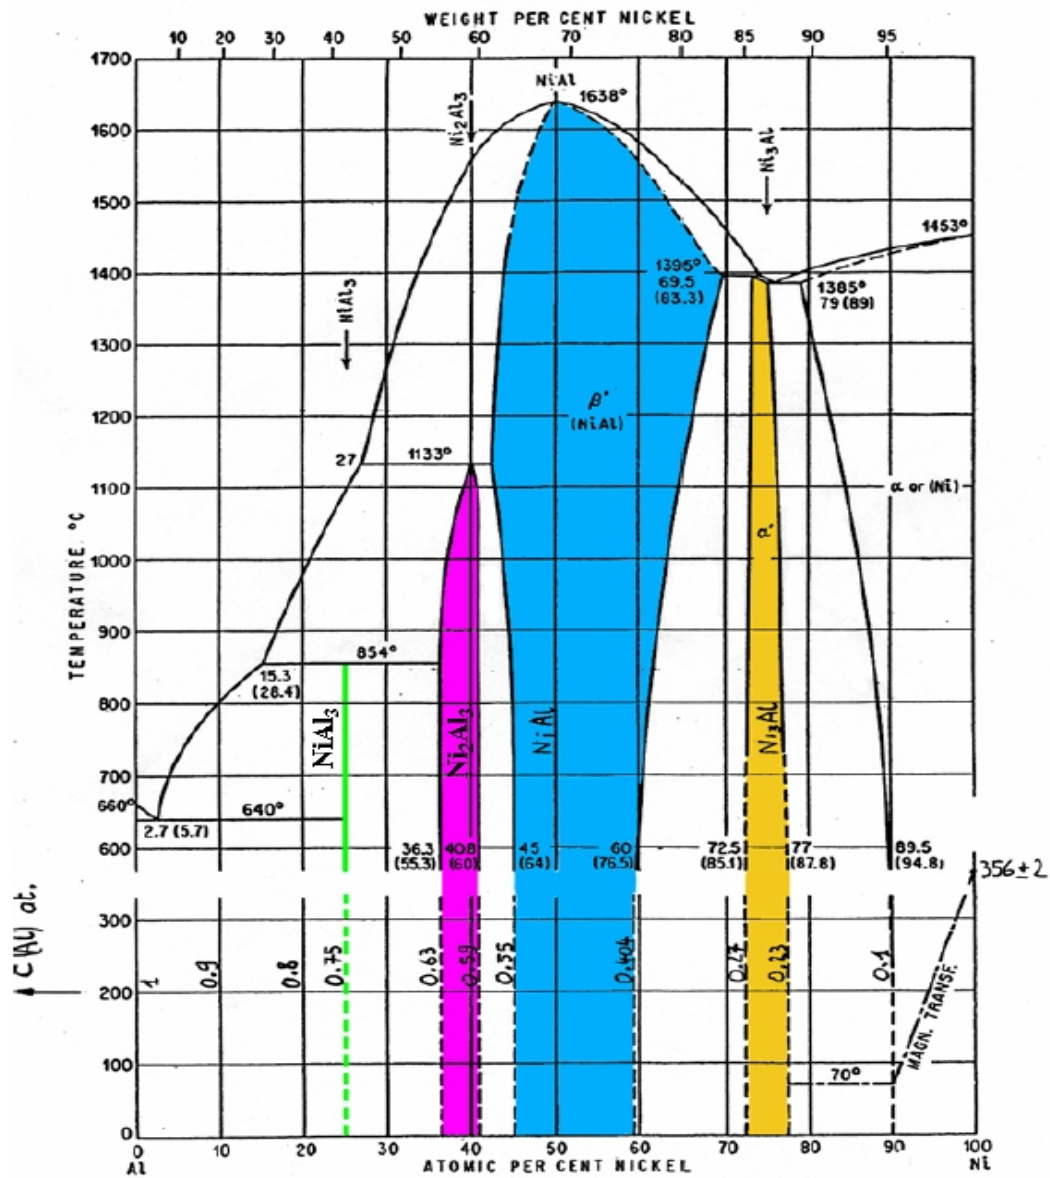 WEIGHT PER CENT NICKEL
10 20 30 40 50 60 70 80 85 90 95
1700
NiAl
1638°
1600
Ni2Al3
Ni3Al
1500
1453°
1400
1395°
69.5
(83.3)
1385°
79 (89)
NiAl3
1300
1200
β'
(NiAl)
27
1133°
1100
α or (Ni)
1000
α'
TEMPERATURE, °C
900
854°
15.3
(28.4)
800
NiAl3
Ni2Al3
NiAl
Ni3Al
700
660°
640°
2.7 (5.7)
600
36.3
(55.3)
40.8
(60)
45
(64)
60
(76.5)
72.5
(85.1)
77
(87.8)
89.5
(94.8)
356±2
C(Al) at.
300
1 0.9 0.8 0.75 0.63 0.59 0.55 0.404 0.27 0.23 0.1
200
MAGN. TRANSF.
100
70°
0
0 10 20 30 40 50 60 70 80 90 100
Al
ATOMIC PER CENT NICKEL
Ni